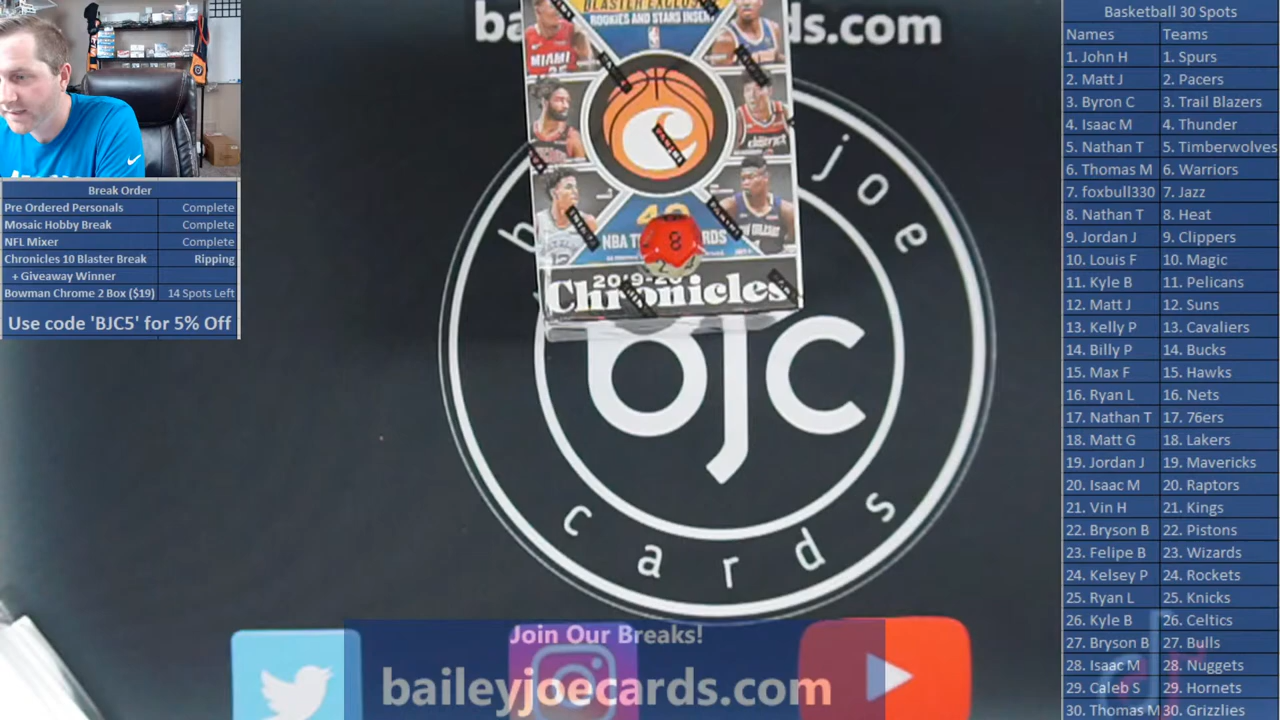 baileyjoecards.com
BLASTER EXCLUSIVE
ROOKIES AND STARS INSERT
MIAMI
NBA
2019-20
Chronicles
8
bailey joe
BJC
cards
Break Order
Pre Ordered Personals Complete
Mosaic Hobby Break Complete
NFL Mixer Complete
Chronicles 10 Blaster Break Ripping
+ Giveaway Winner
Bowman Chrome 2 Box ($19) 14 Spots Left
Use code 'BJC5' for 5% Off
Join Our Breaks!
baileyjoecards.com
Basketball 30 Spots
Names Teams
1. John H 1. Spurs
2. Matt J 2. Pacers
3. Byron C 3. Trail Blazers
4. Isaac M 4. Thunder
5. Nathan T 5. Timberwolves
6. Thomas M 6. Warriors
7. foxbull330 7. Jazz
8. Nathan T 8. Heat
9. Jordan J 9. Clippers
10. Louis F 10. Magic
11. Kyle B 11. Pelicans
12. Matt J 12. Suns
13. Kelly P 13. Cavaliers
14. Billy P 14. Bucks
15. Max F 15. Hawks
16. Ryan L 16. Nets
17. Nathan T 17. 76ers
18. Matt G 18. Lakers
19. Jordan J 19. Mavericks
20. Isaac M 20. Raptors
21. Vin H 21. Kings
22. Bryson B 22. Pistons
23. Felipe B 23. Wizards
24. Kelsey P 24. Rockets
25. Ryan L 25. Knicks
26. Kyle B 26. Celtics
27. Bryson B 27. Bulls
28. Isaac M 28. Nuggets
29. Caleb S 29. Hornets
30. Thomas M 30. Grizzlies